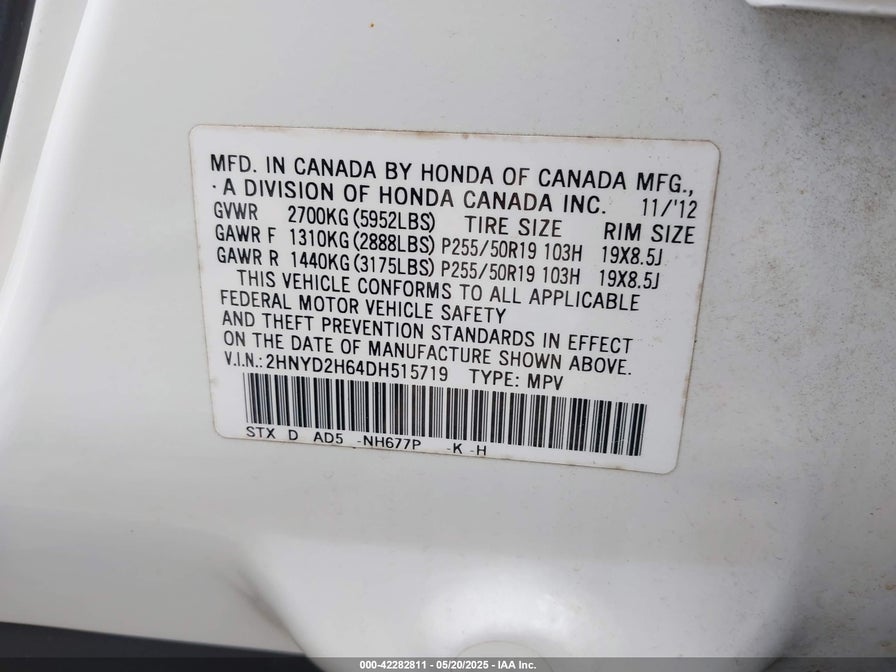 MFD. IN CANADA BY HONDA OF CANADA MFG.,
A DIVISION OF HONDA CANADA INC. 11/'12
GVWR 2700KG (5952LBS) TIRE SIZE RIM SIZE
GAWR F 1310KG (2888LBS) P255/50R19 103H 19X8.5J
GAWR R 1440KG (3175LBS) P255/50R19 103H 19X8.5J
THIS VEHICLE CONFORMS TO ALL APPLICABLE
FEDERAL MOTOR VEHICLE SAFETY
AND THEFT PREVENTION STANDARDS IN EFFECT
ON THE DATE OF MANUFACTURE SHOWN ABOVE.
V.I.N.: 2HNYD2H64DH515719 TYPE: MPV
STX D AD5 -NH677P -K -H
000-42282811 - 05/20/2025 - IAA Inc.